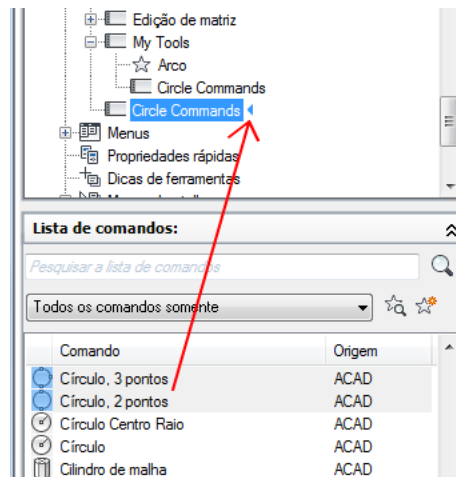 Edição de matriz
My Tools
Arco
Circle Commands
Circle Commands
Menus
Propriedades rápidas
Dicas de ferramentas
Lista de comandos:
Pesquisar a lista de comandos
Todos os comandos somente
Comando Origem
Círculo, 3 pontos ACAD
Círculo, 2 pontos ACAD
Círculo Centro Raio ACAD
Círculo ACAD
Cilindro de malha ACAD